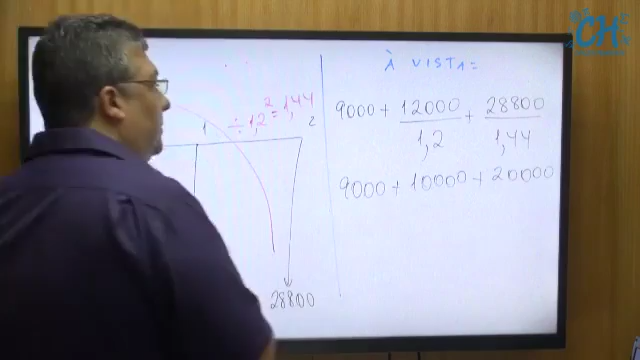 CH
À VISTA=
÷ 1,2² = 1,44
1 2
9000 + 12000/1,2 + 28800/1,44
9000 + 10000 + 20000
28800